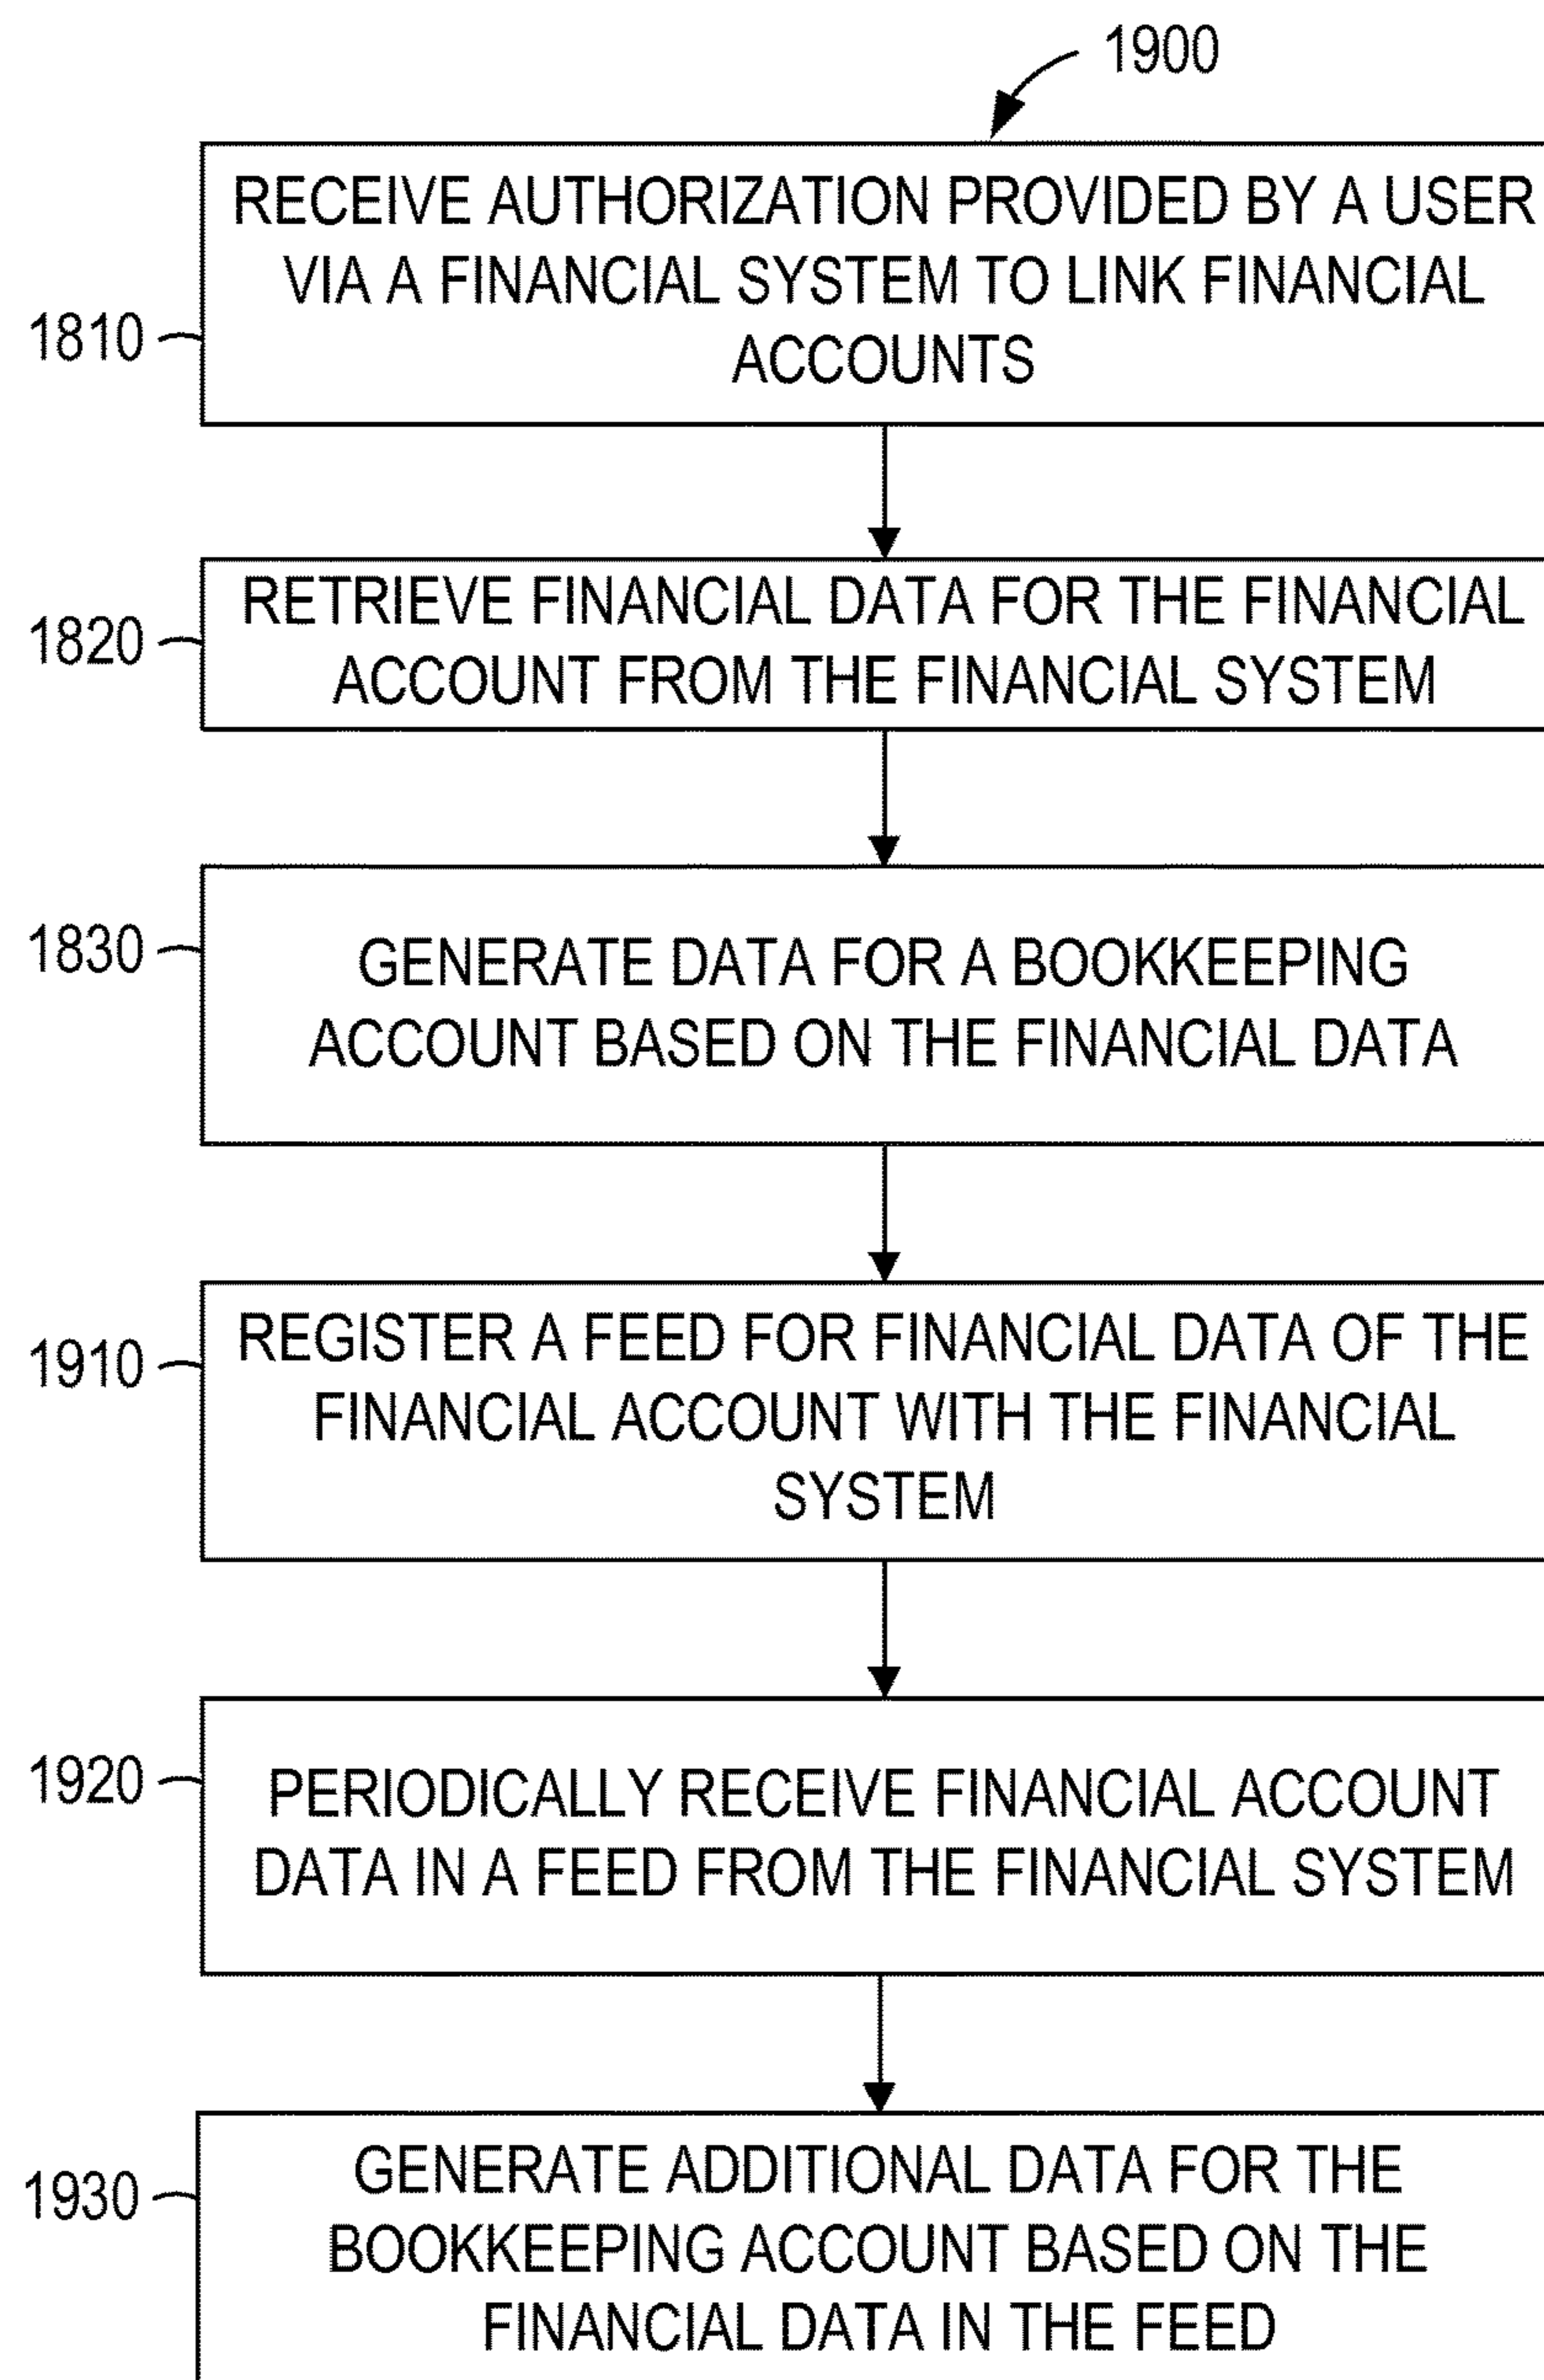 1900
RECEIVE AUTHORIZATION PROVIDED BY A USER
VIA A FINANCIAL SYSTEM TO LINK FINANCIAL
ACCOUNTS
1810
RETRIEVE FINANCIAL DATA FOR THE FINANCIAL
ACCOUNT FROM THE FINANCIAL SYSTEM
1820
GENERATE DATA FOR A BOOKKEEPING
ACCOUNT BASED ON THE FINANCIAL DATA
1830
REGISTER A FEED FOR FINANCIAL DATA OF THE
FINANCIAL ACCOUNT WITH THE FINANCIAL
SYSTEM
1910
PERIODICALLY RECEIVE FINANCIAL ACCOUNT
DATA IN A FEED FROM THE FINANCIAL SYSTEM
1920
GENERATE ADDITIONAL DATA FOR THE
BOOKKEEPING ACCOUNT BASED ON THE
FINANCIAL DATA IN THE FEED
1930